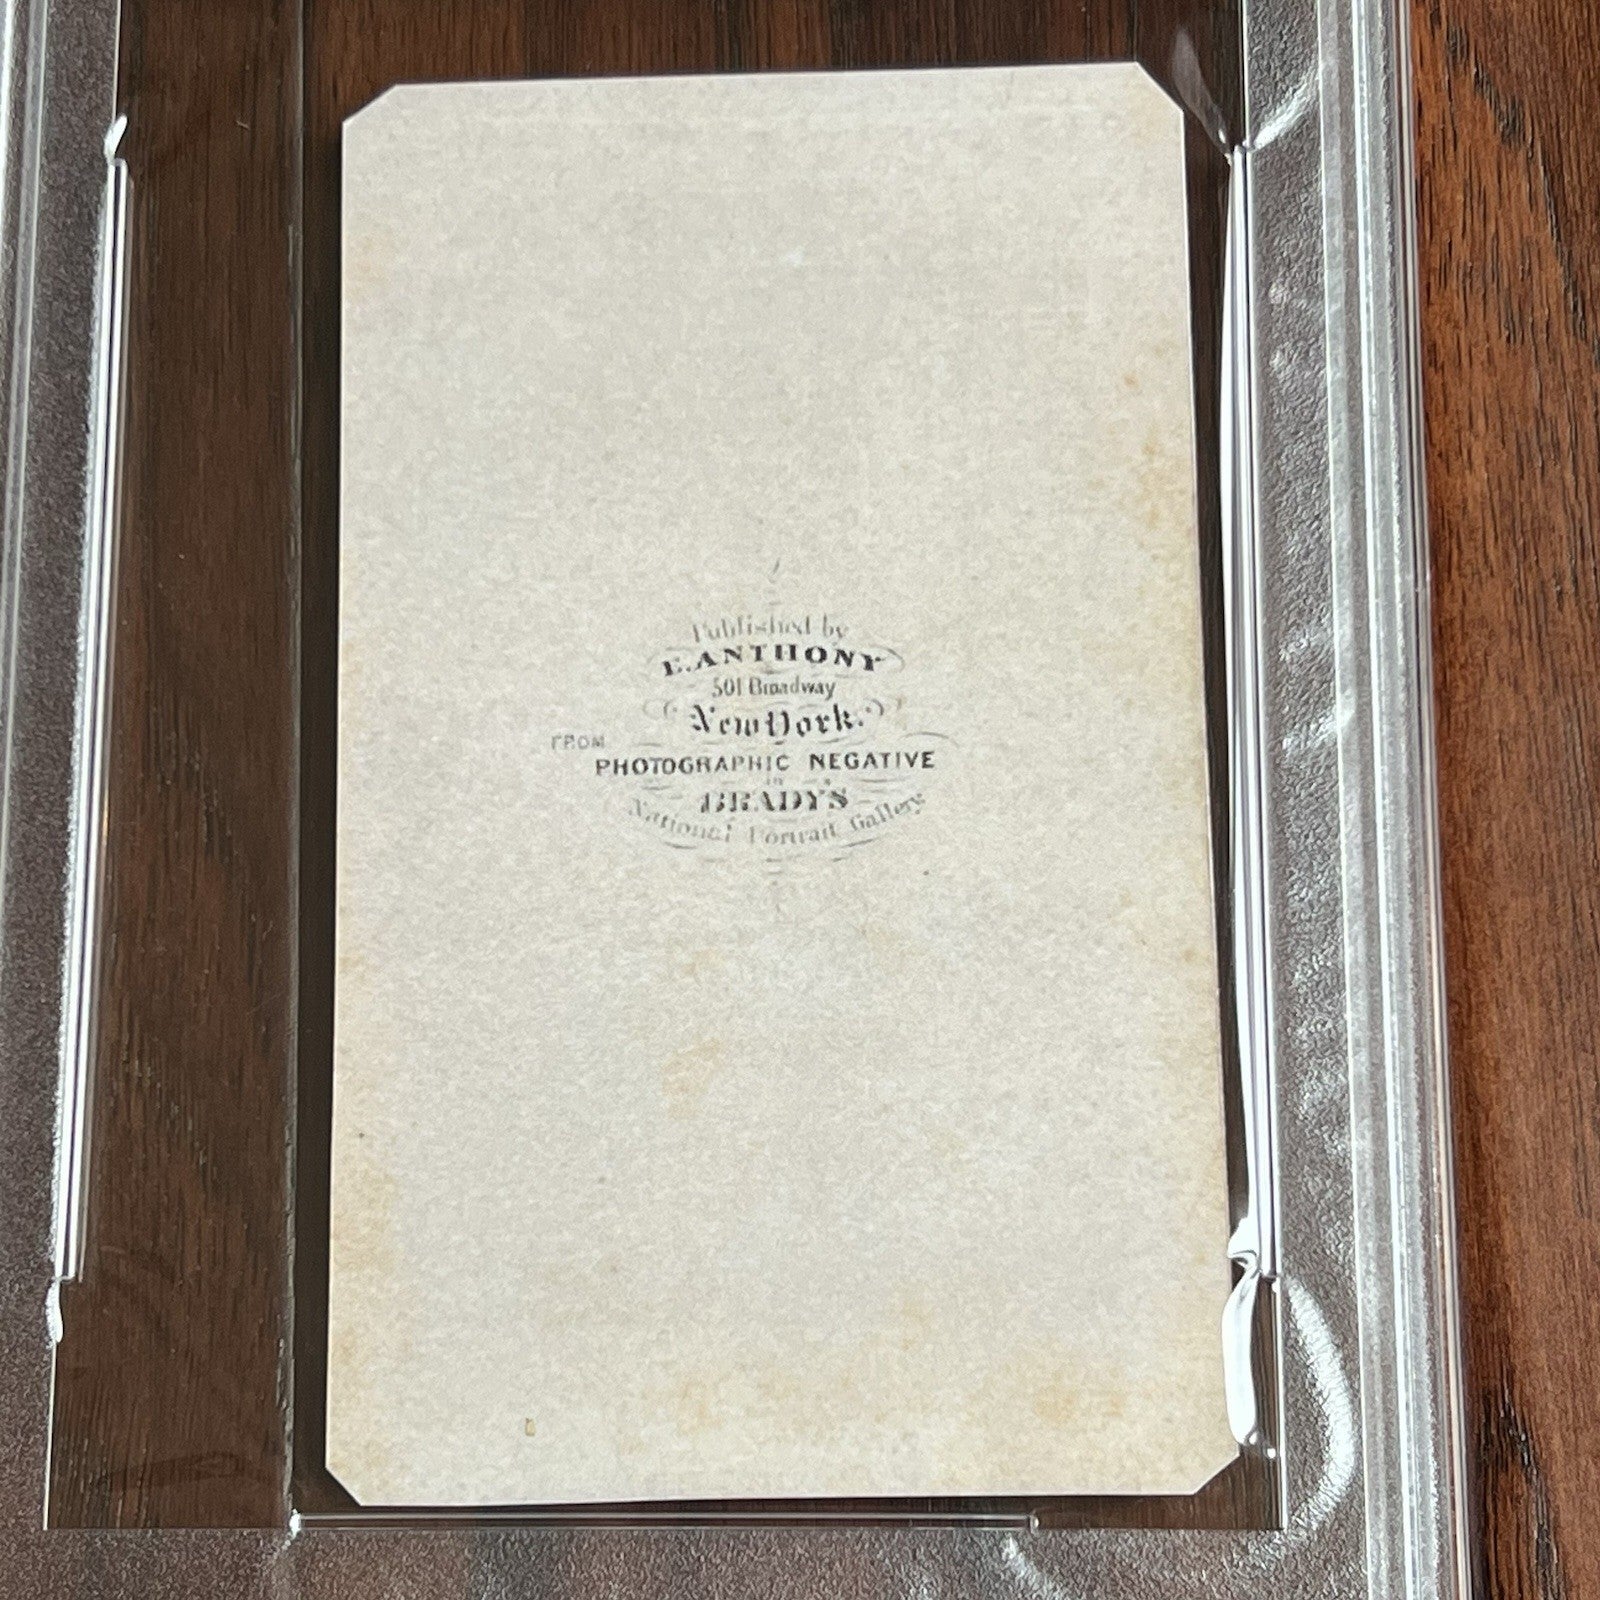 Published by
E. ANTHONY
501 Broadway
New York.
FROM
PHOTOGRAPHIC NEGATIVE
IN
BRADY'S
National Portrait Gallery.